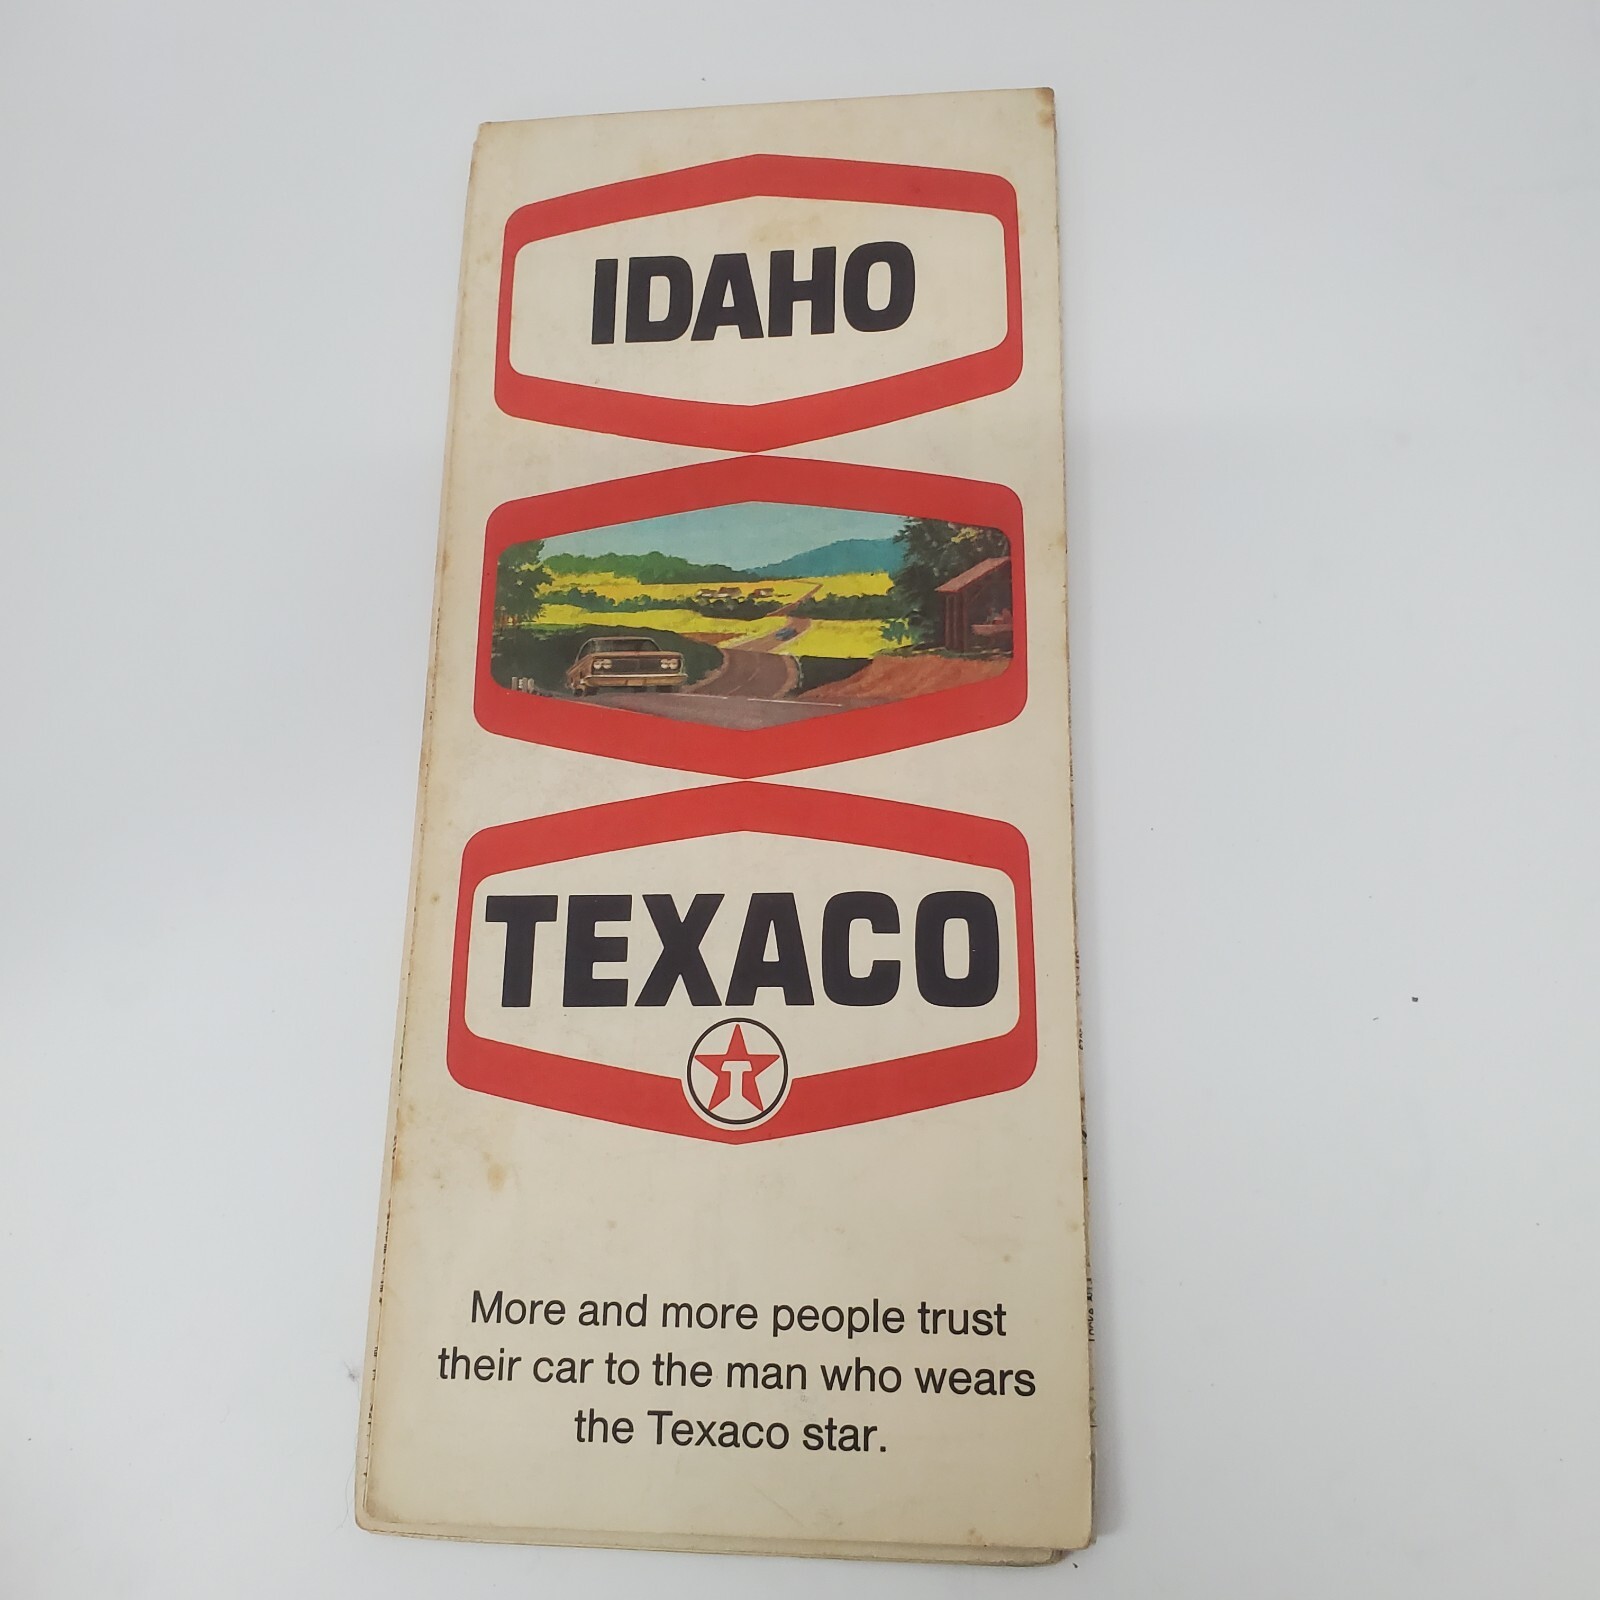 IDAHO
TEXACO
T
More and more people trust
their car to the man who wears
the Texaco star.